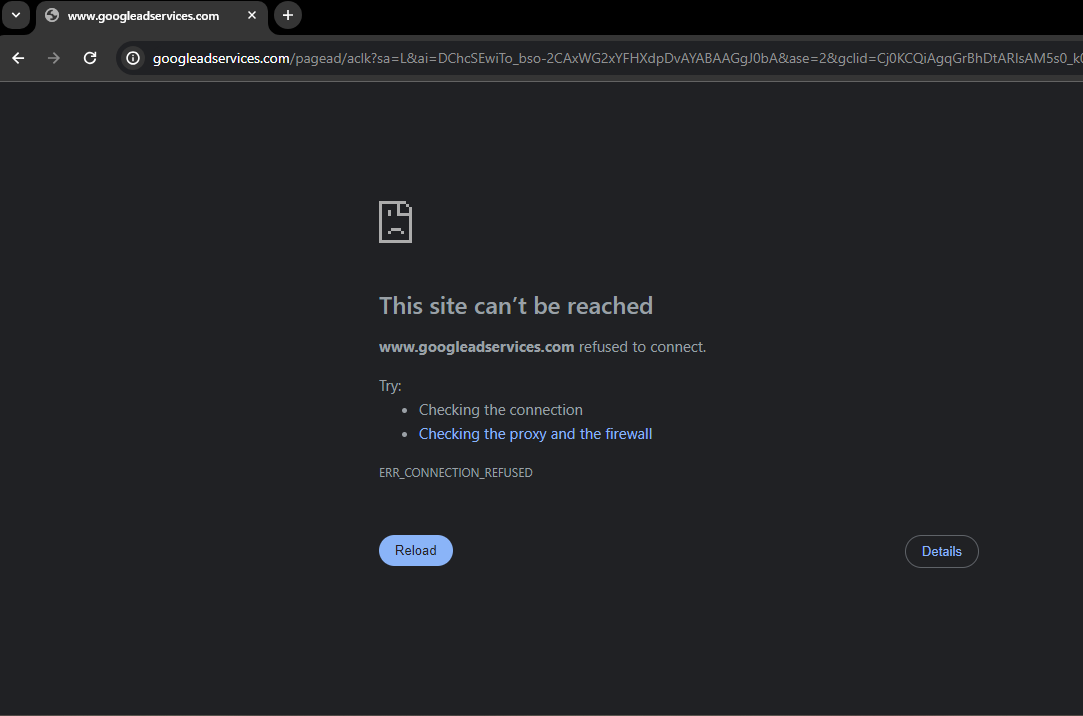 www.googleadservices.com
googleadservices.com/pagead/aclk?sa=L&ai=DChcSEwiTo_bso-2CAxWG2xYFHXdpDvAYABAAGgJ0bA&ase=2&gclid=Cj0KCQiAgqGrBhDtARIsAM5s0_k
This site can't be reached
www.googleadservices.com refused to connect.
Try:
• Checking the connection
• Checking the proxy and the firewall
ERR_CONNECTION_REFUSED
Reload
Details